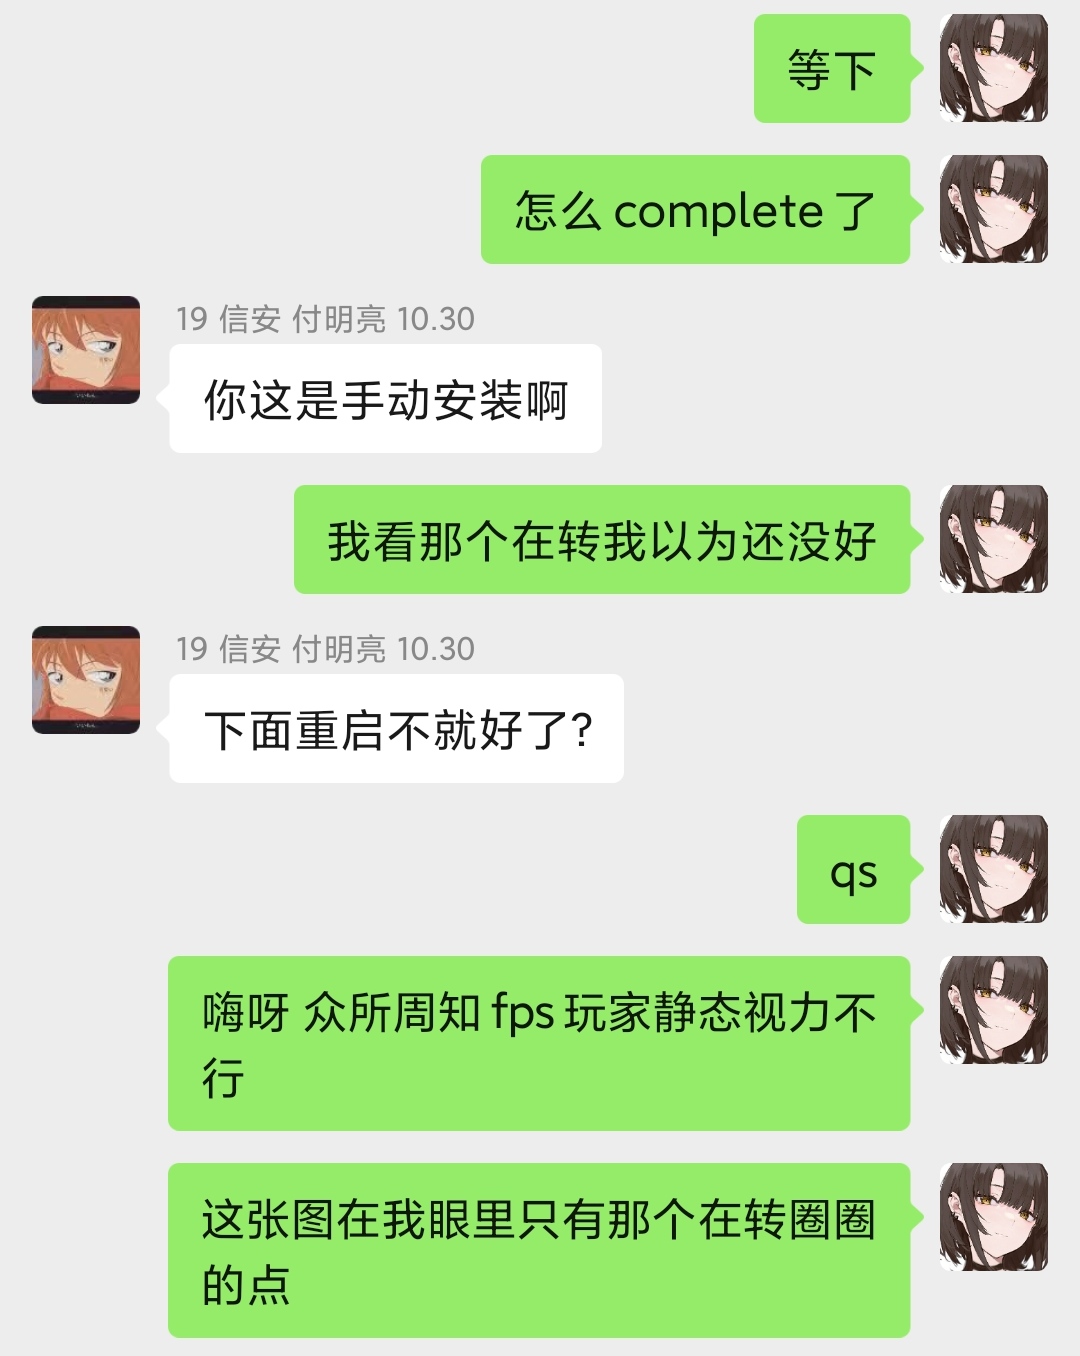 等下
怎么 complete 了
19 信安 付明亮 10.30
你这是手动安装啊
我看那个在转我以为还没好
19 信安 付明亮 10.30
下面重启不就好了?
qs
嗨呀 众所周知 fps 玩家静态视力不
行
这张图在我眼里只有那个在转圈圈
的点